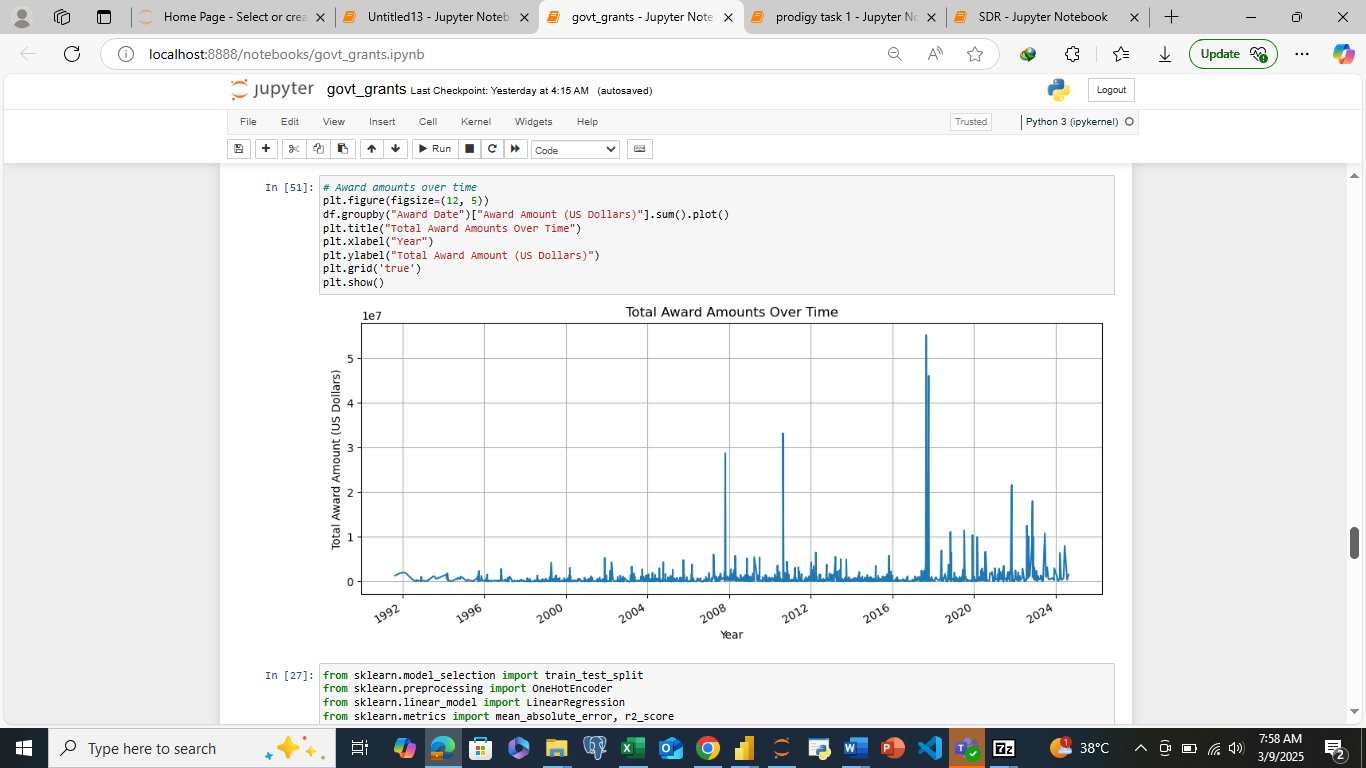 Home Page - Select or crea
Untitled13 - Jupyter Noteb
govt_grants - Jupyter Note
prodigy task 1 - Jupyter No
SDR - Jupyter Notebook
localhost:8888/notebooks/govt_grants.ipynb
Update
jupyter govt_grants Last Checkpoint: Yesterday at 4:15 AM (autosaved)
Logout
File Edit View Insert Cell Kernel Widgets Help
Trusted
Python 3 (ipykernel)
Run
Code
In [51]:
# Award amounts over time
plt.figure(figsize=(12, 5))
df.groupby("Award Date")["Award Amount (US Dollars)"].sum().plot()
plt.title("Total Award Amounts Over Time")
plt.xlabel("Year")
plt.ylabel("Total Award Amount (US Dollars)")
plt.grid('true')
plt.show()
Total Award Amounts Over Time
1e7
Total Award Amount (US Dollars)
5
4
3
2
1
0
1992 1996 2000 2004 2008 2012 2016 2020 2024
Year
In [27]:
from sklearn.model_selection import train_test_split
from sklearn.preprocessing import OneHotEncoder
from sklearn.linear_model import LinearRegression
from sklearn.metrics import mean_absolute_error, r2_score
Type here to search
1
38°C
7:58 AM
3/9/2025
2
7z